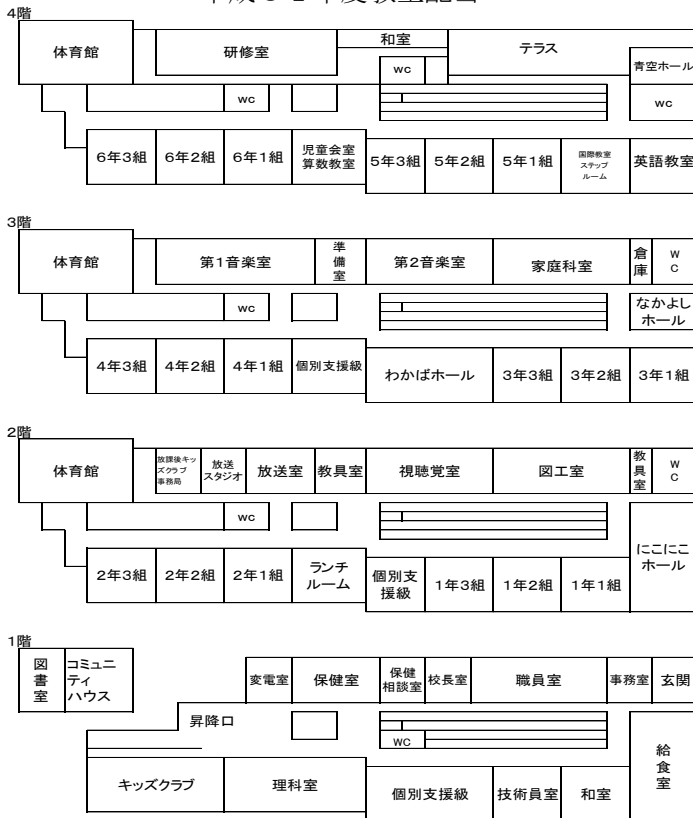 4階
体育館
研修室
和室
テラス
wc
青空ホール
wc
wc
6年3組
6年2組
6年1組
児童会室
算数教室
5年3組
5年2組
5年1組
国際教室
ステップ
ルーム
英語教室
3階
体育館
第1音楽室
準
備
室
第2音楽室
家庭科室
倉
庫
W
C
wc
なかよし
ホール
4年3組
4年2組
4年1組
個別支援級
わかばホール
3年3組
3年2組
3年1組
2階
体育館
放課後キッ
ズクラブ
事務局
放送
スタジオ
放送室
教具室
視聴覚室
図工室
教
具
室
W
C
wc
にこにこ
ホール
2年3組
2年2組
2年1組
ランチ
ルーム
個別支
援級
1年3組
1年2組
1年1組
1階
図
書
室
コミュニ
ティ
ハウス
変電室
保健室
保健
相談室
校長室
職員室
事務室
玄関
昇降口
WC
給
食
室
キッズクラブ
理科室
個別支援級
技術員室
和室